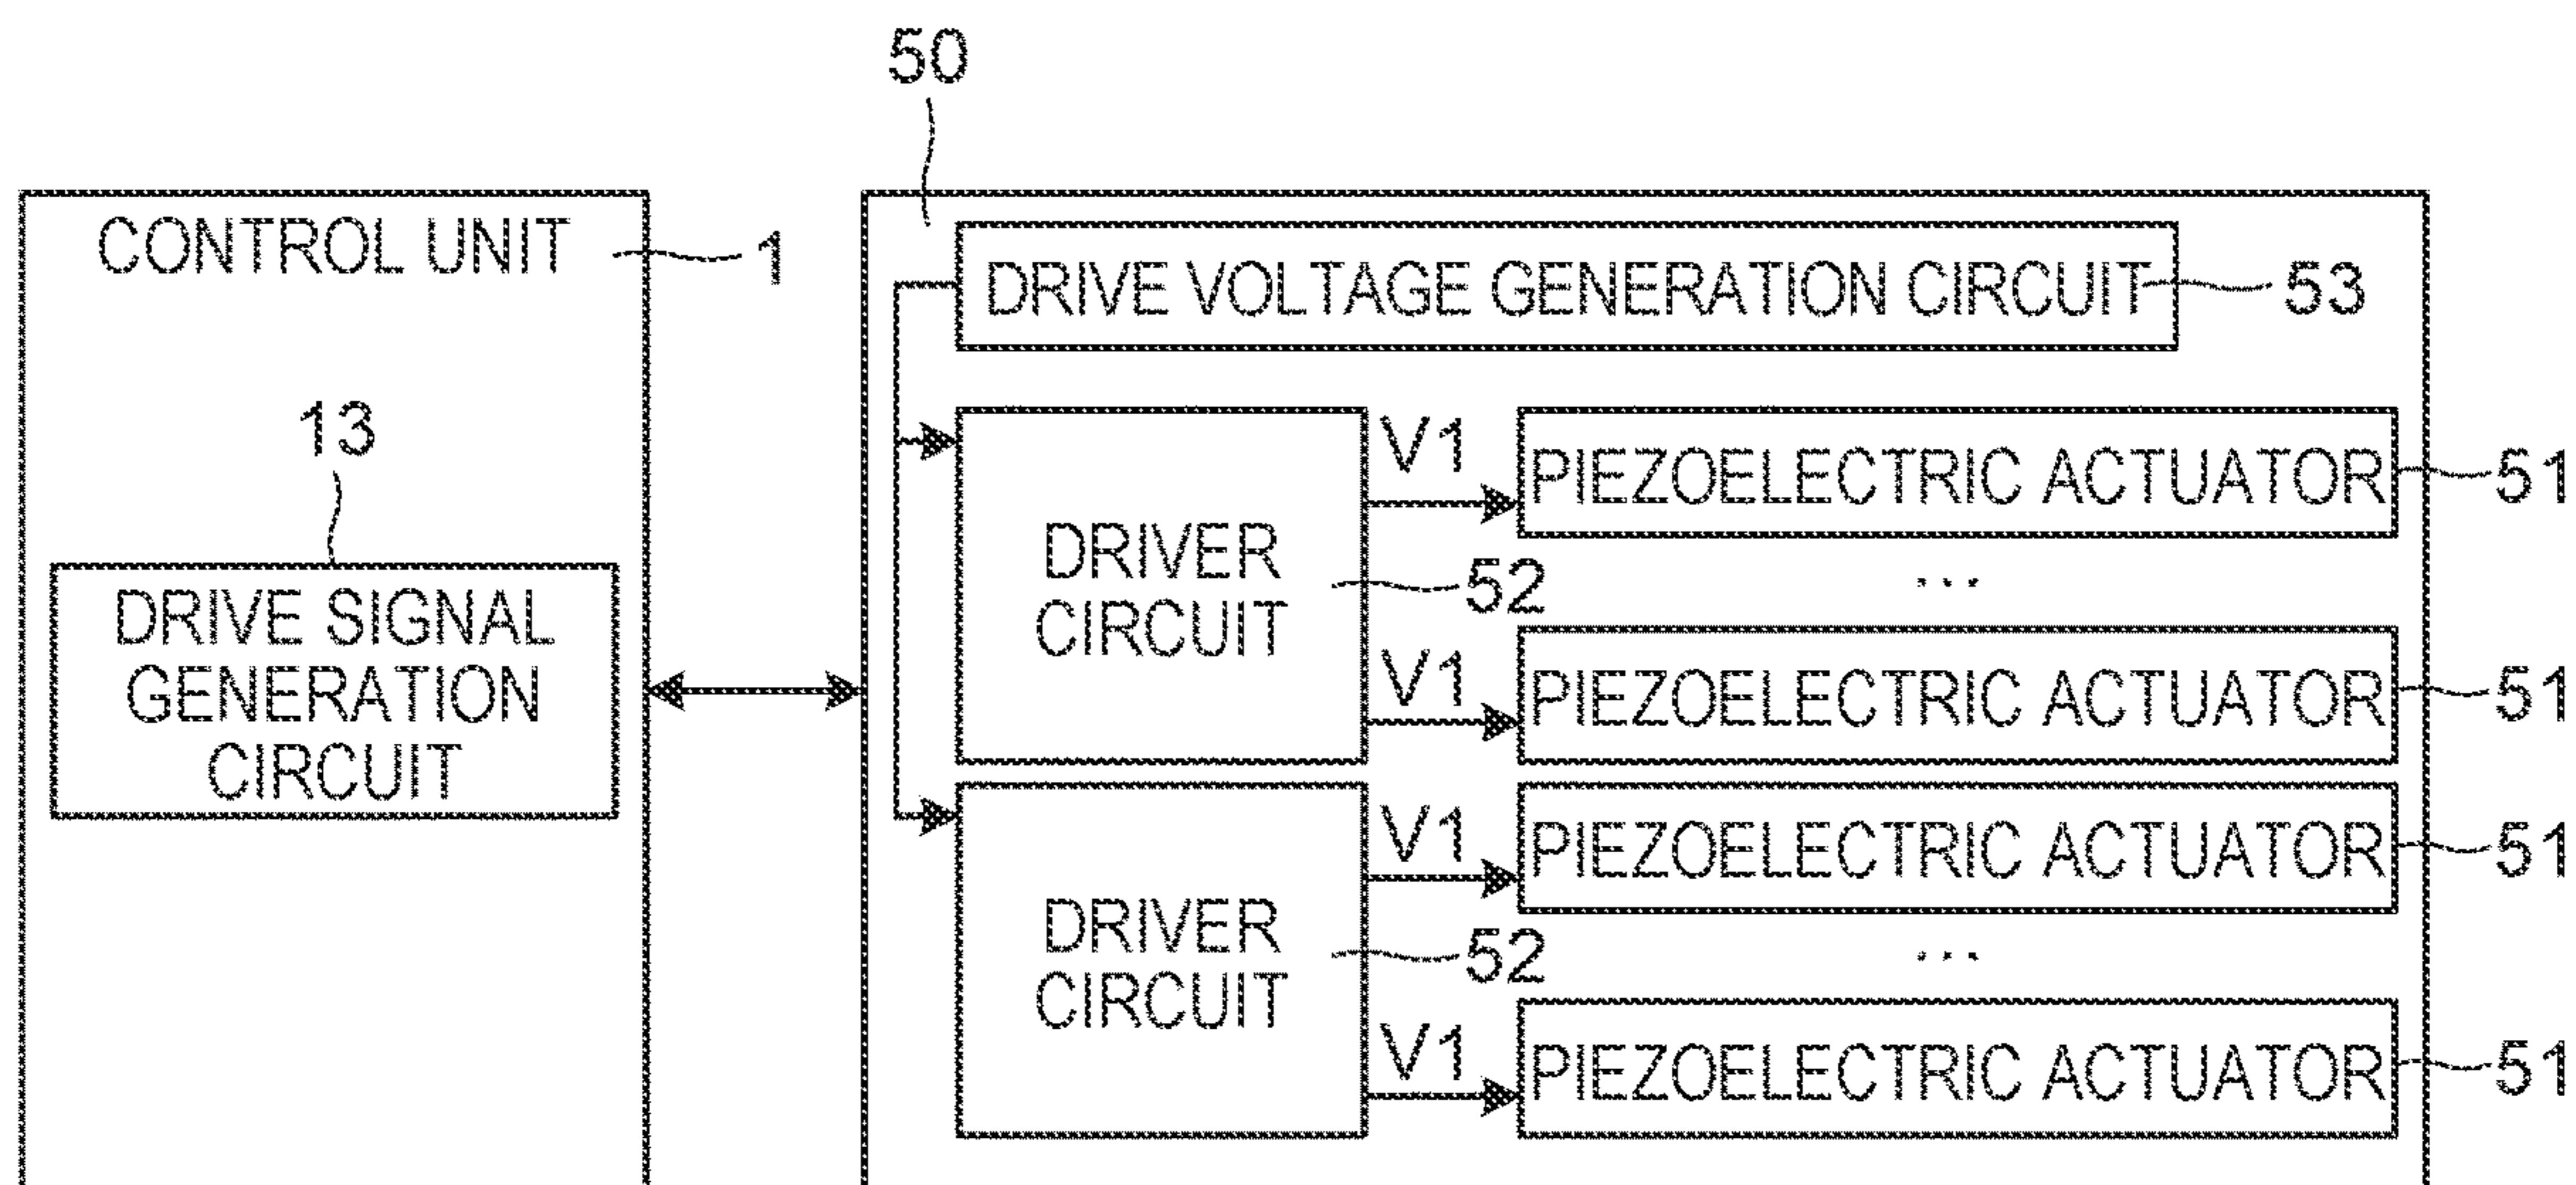 50
CONTROL UNIT
1
13
DRIVE SIGNAL
GENERATION
CIRCUIT
DRIVE VOLTAGE GENERATION CIRCUIT
53
DRIVER
CIRCUIT
52
V1
PIEZOELECTRIC ACTUATOR
51
...
V1
PIEZOELECTRIC ACTUATOR
51
DRIVER
CIRCUIT
52
V1
PIEZOELECTRIC ACTUATOR
51
...
V1
PIEZOELECTRIC ACTUATOR
51